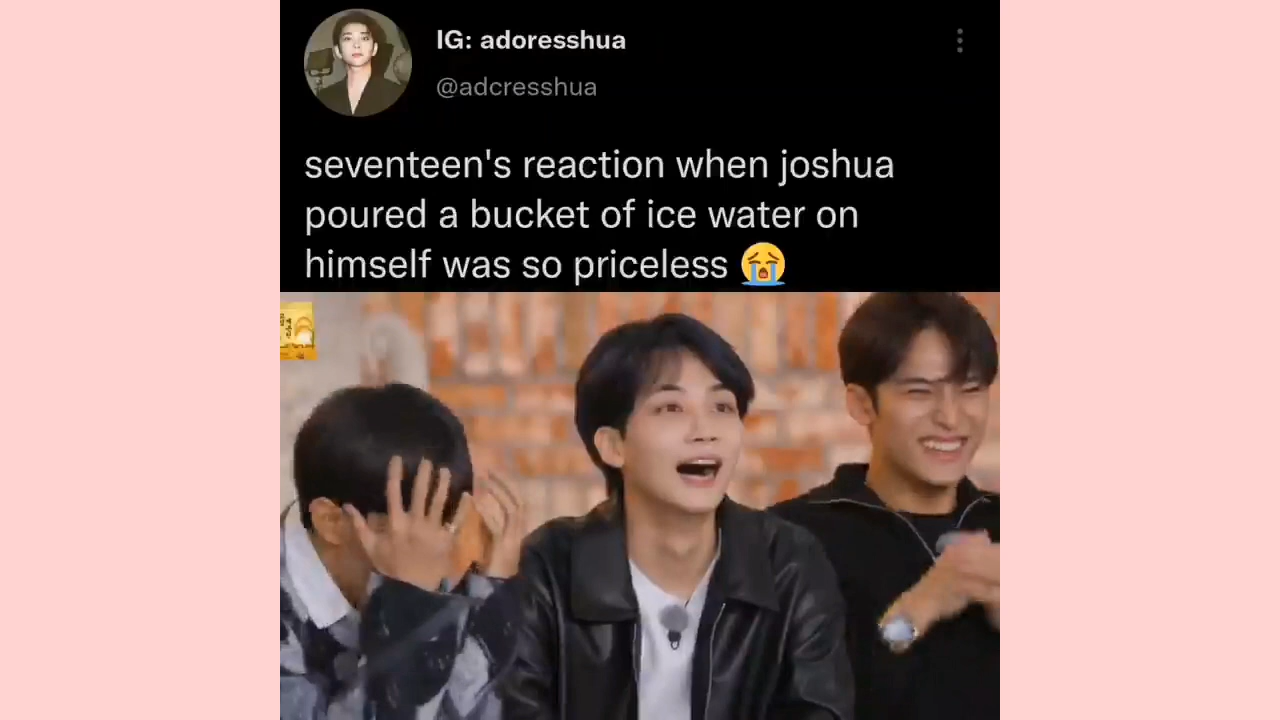 IG: adoresshua
@adcresshua
seventeen's reaction when joshua
poured a bucket of ice water on
himself was so priceless 😭